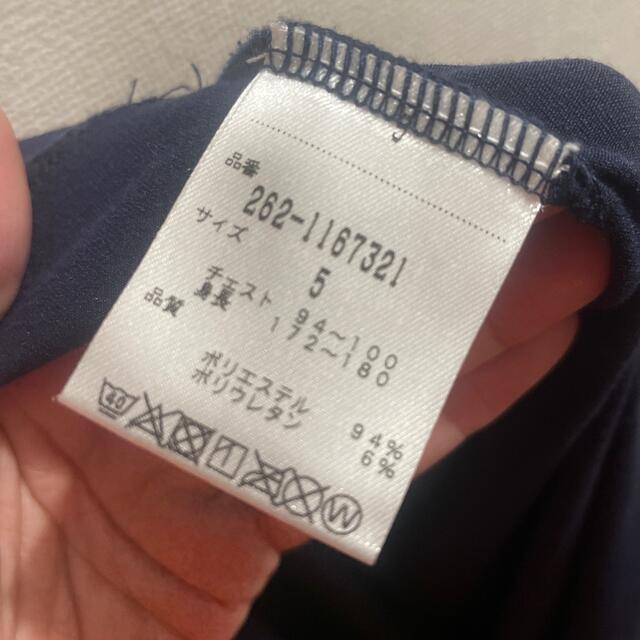 品番
262-1167321
サイズ
5
チェスト 94～100
身長 172～180
品質
ポリエステル 94%
ポリウレタン 6%
40
W